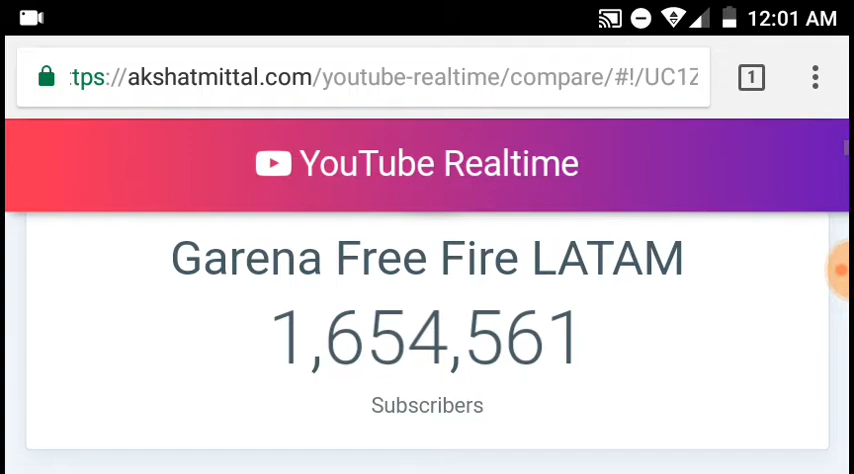 12:01 AM
tps://akshatmittal.com/youtube-realtime/compare/#!/UC1Z
1
YouTube Realtime
Garena Free Fire LATAM
1,654,561
Subscribers